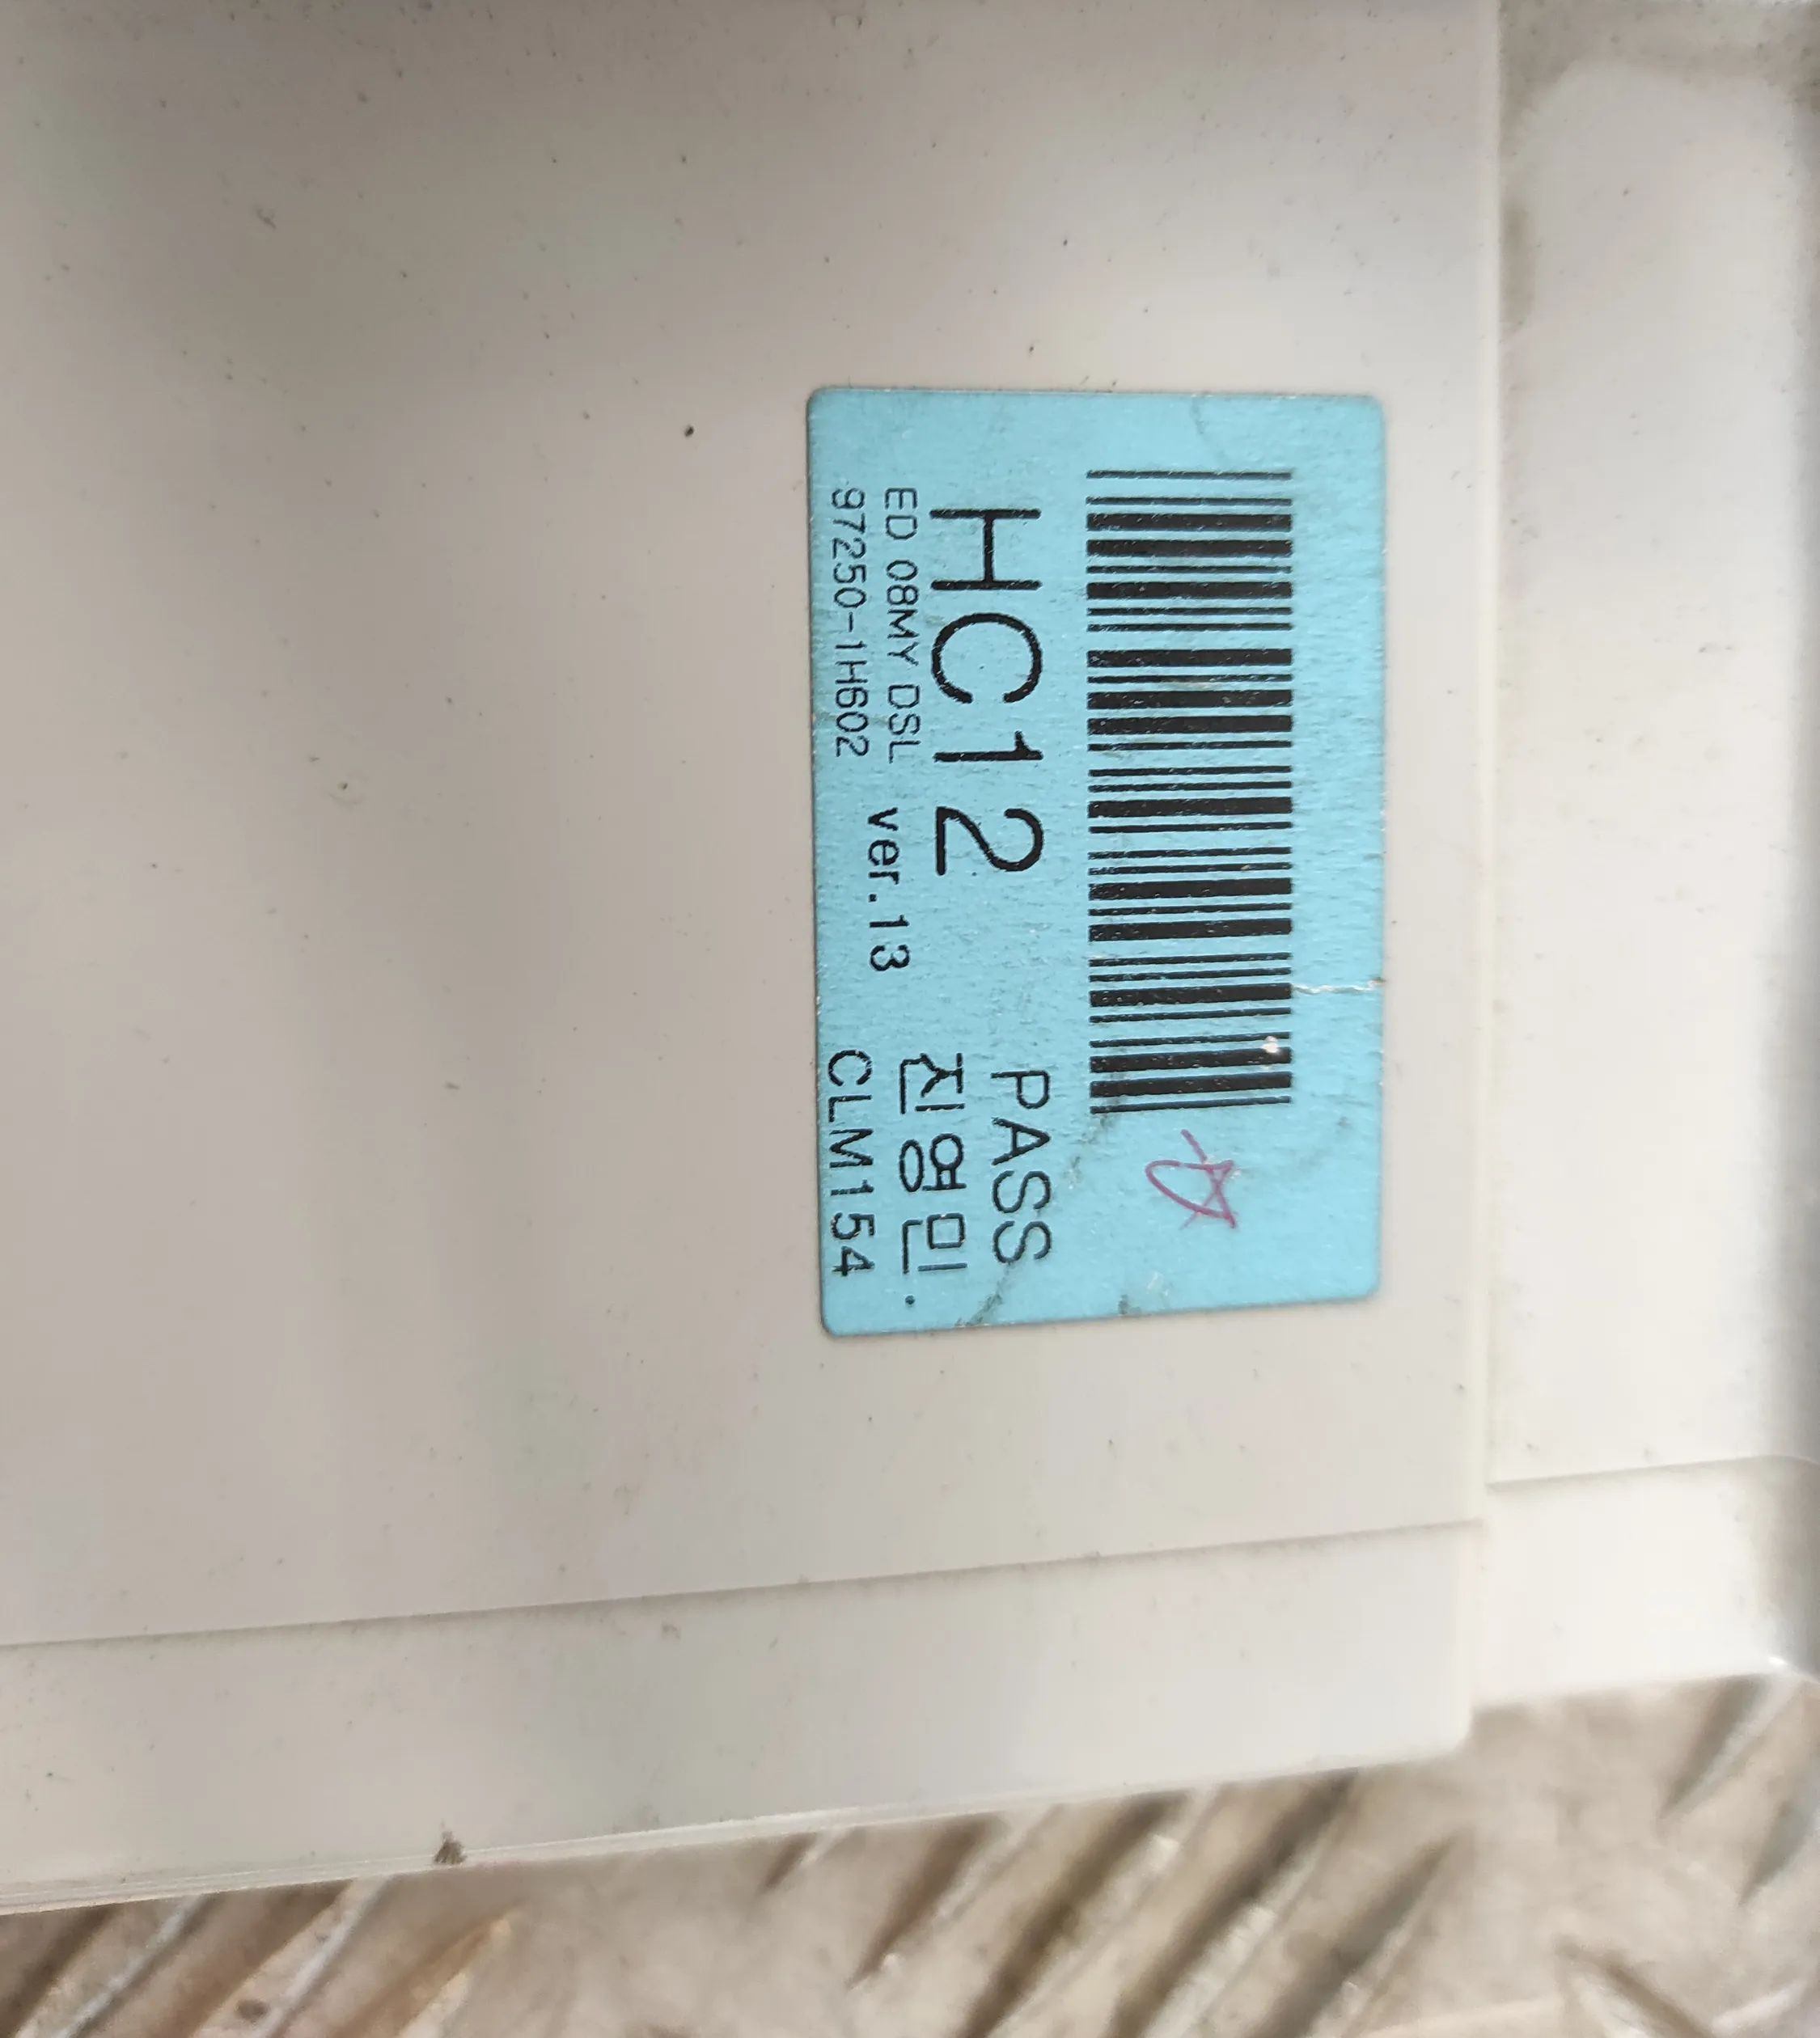 HC12
PASS
ED 08MY DSL
ver.13
진영민.
97250-1H602
CLM154